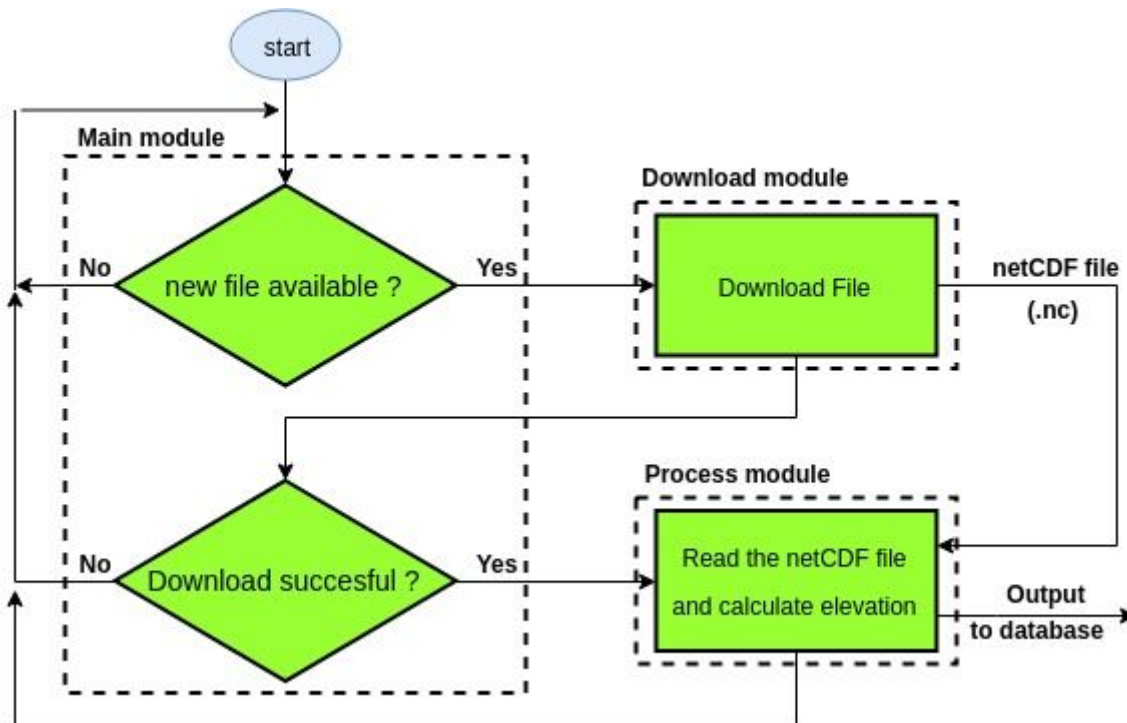 start
Main module
Download module
No
new file available ?
Yes
Download File
netCDF file
(.nc)
Process module
No
Download succesful ?
Yes
Read the netCDF file
and calculate elevation
Output
to database